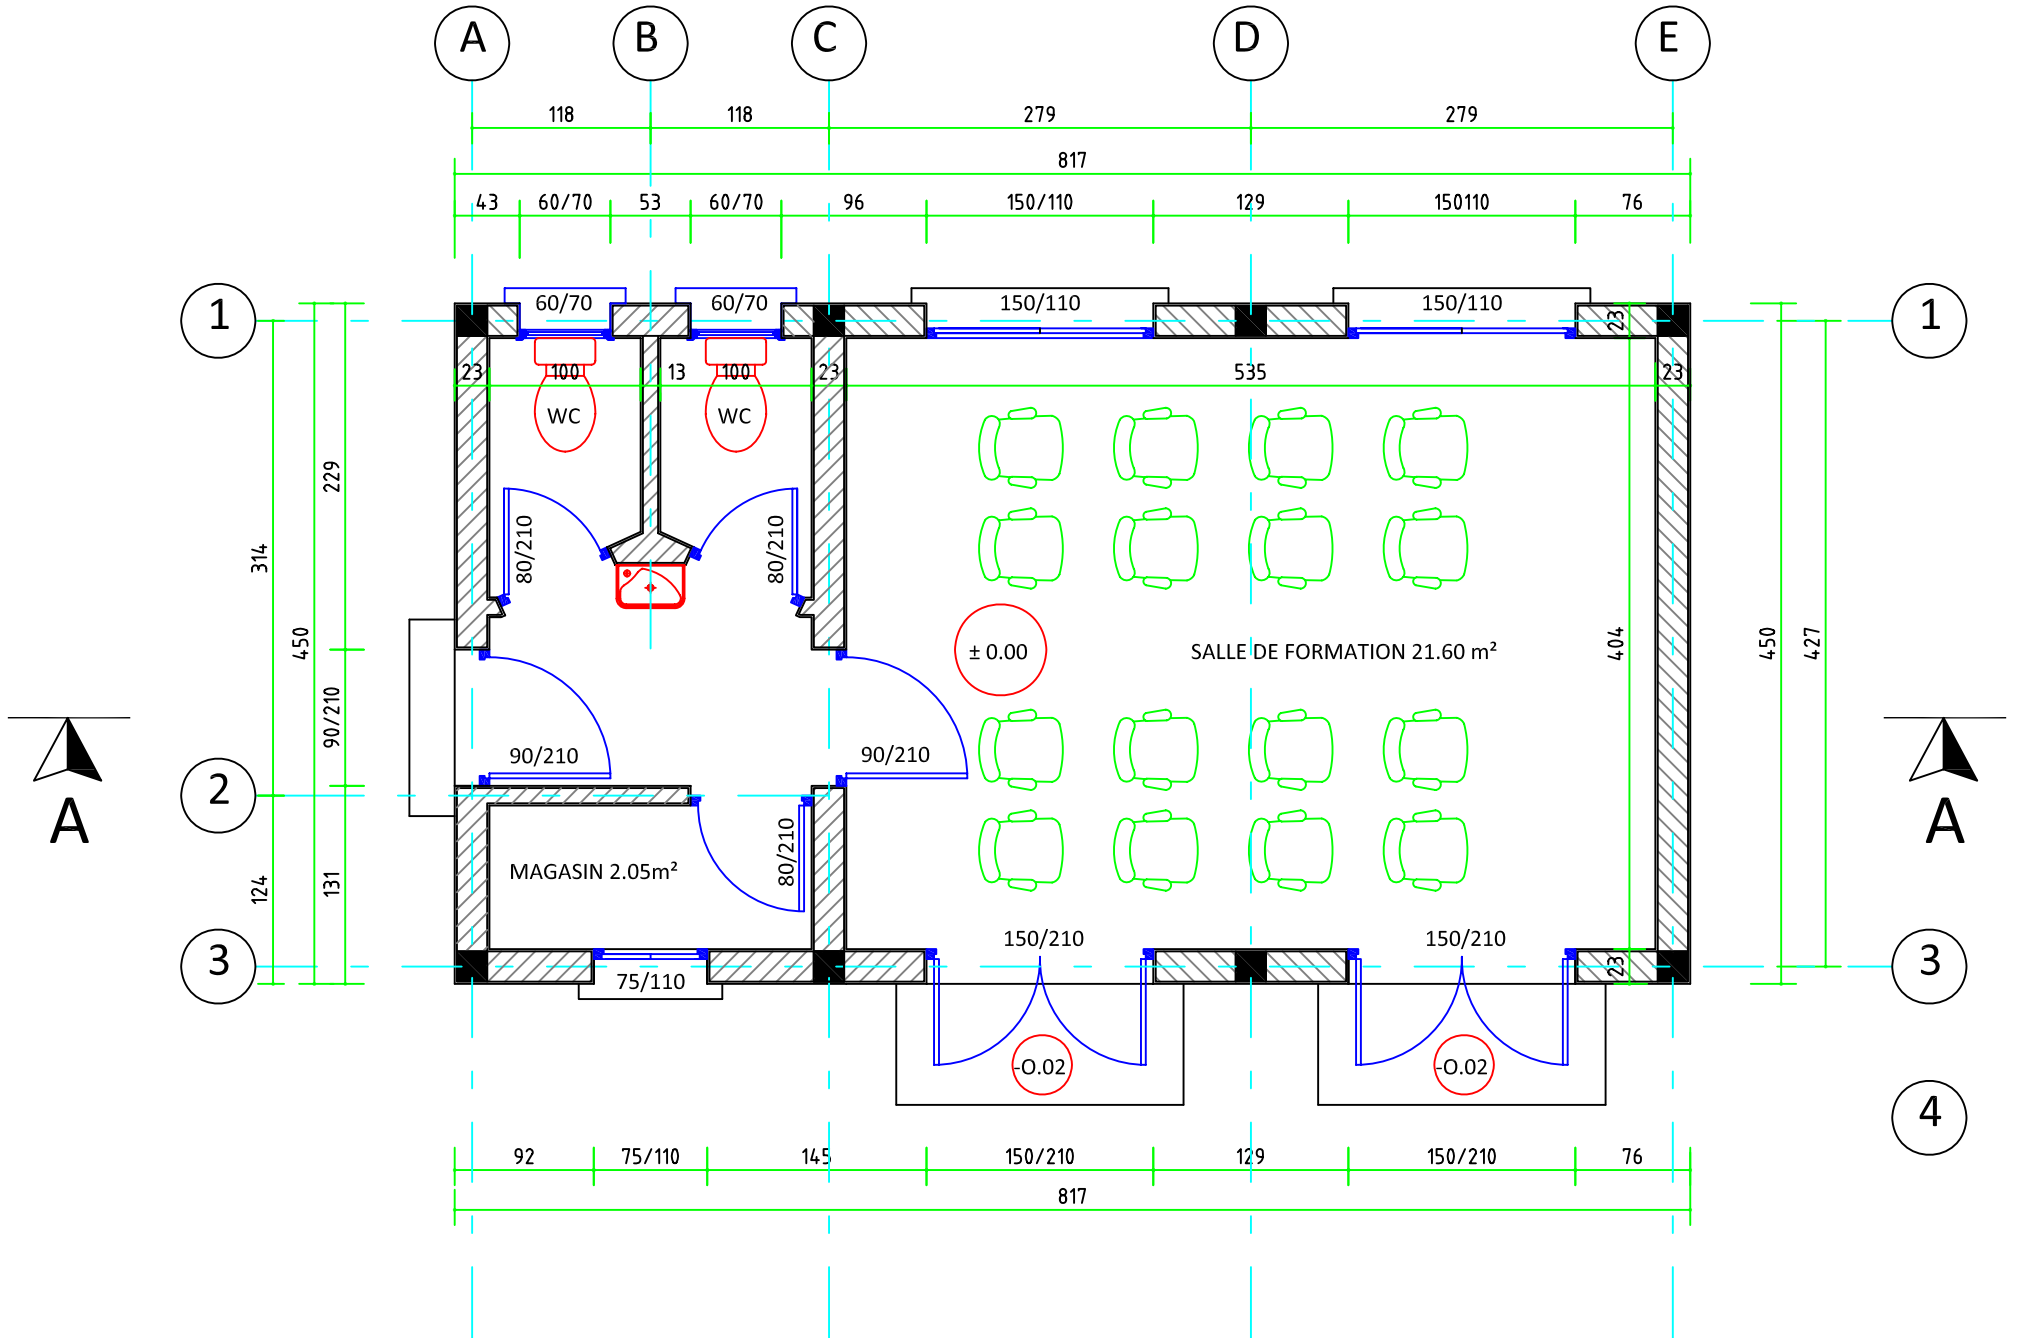 A B C D E
118 118 279 279
817
43 60/70 53 60/70 96 150/110 129 150110 76
1 60/70 60/70 150/110 150/110 23 1
23 100 13 100 23 535 23
WC WC
229
80/210 80/210
314
450 ± 0.00 SALLE DE FORMATION 21.60 m² 404 450 427
90/210
90/210 90/210
2
A A
80/210
MAGASIN 2.05m²
124 131
150/210 150/210
3 75/110 23 3
-O.02 -O.02
4
92 75/110 145 150/210 129 150/210 76
817